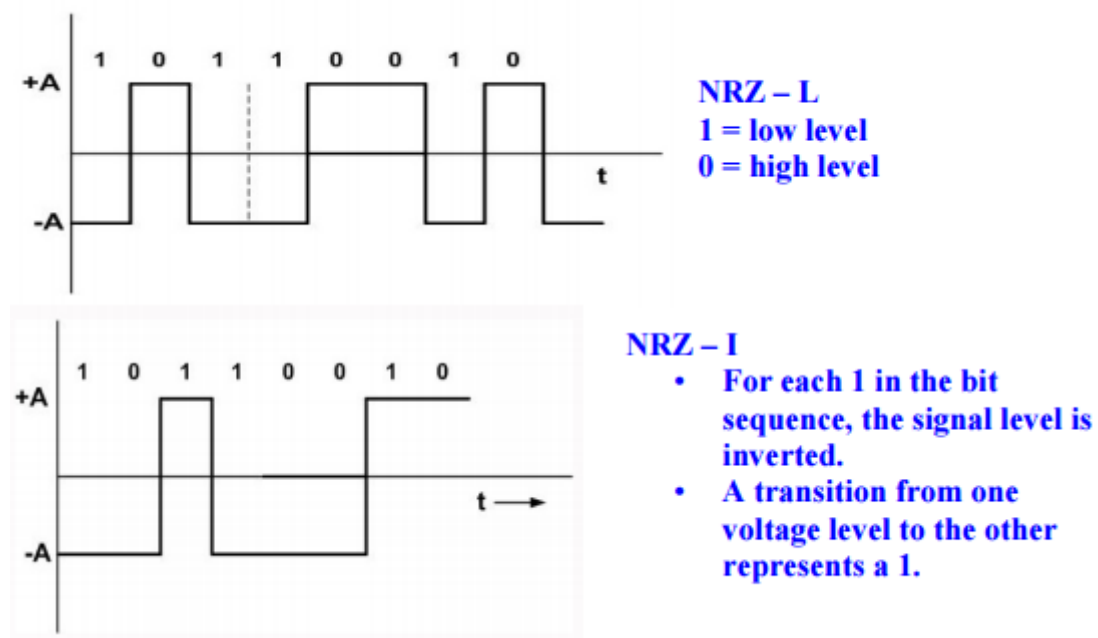 1 0 1 1 0 0 1 0
+A
t
-A
NRZ – L
1 = low level
0 = high level
1 0 1 1 0 0 1 0
+A
t
-A
NRZ – I
• For each 1 in the bit
sequence, the signal level is
inverted.
• A transition from one
voltage level to the other
represents a 1.